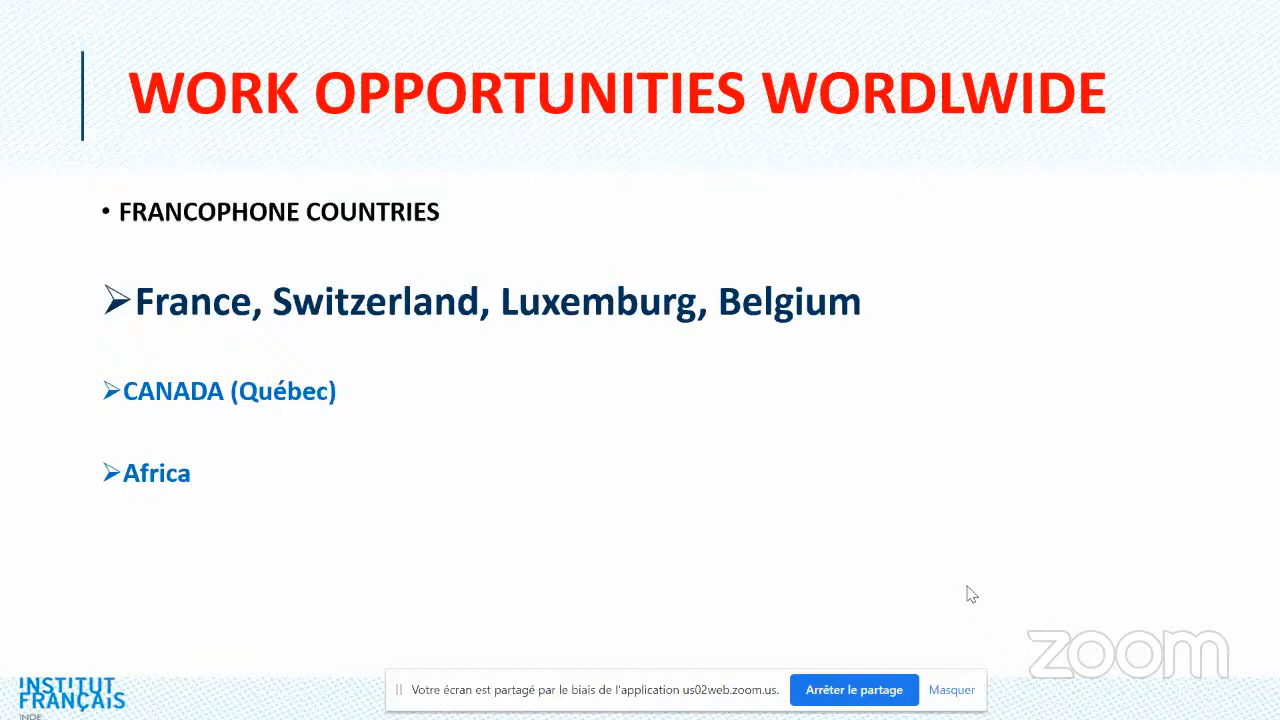 WORK OPPORTUNITIES WORDLWIDE
• FRANCOPHONE COUNTRIES
➢France, Switzerland, Luxemburg, Belgium
➢CANADA (Québec)
➢Africa
zoom
INSTITUT
FRANÇAIS
INDE
Votre écran est partagé par le biais de l'application us02web.zoom.us.
Arrêter le partage
Masquer